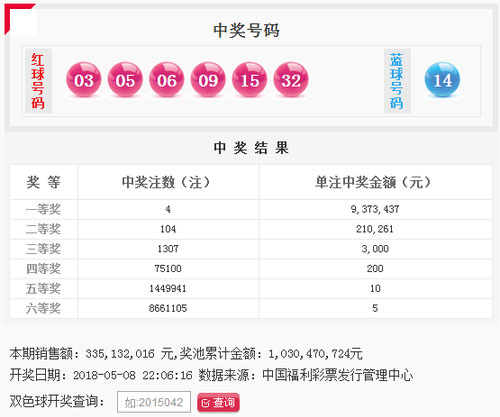 中奖号码
红球号码 03 05 06 09 15 32 蓝球号码 14
中 奖 结 果
奖 等 中奖注数（注） 单注中奖金额（元）
一等奖 4 9,373,437
二等奖 104 210,261
三等奖 1307 3,000
四等奖 75100 200
五等奖 1449941 10
六等奖 8661105 5
本期销售额：335,132,016 元,奖池累计金额：1,030,470,724元
开奖日期：2018-05-08 22:06:16 数据来源：中国福利彩票发行管理中心
双色球开奖查询： 如:2015042 查询